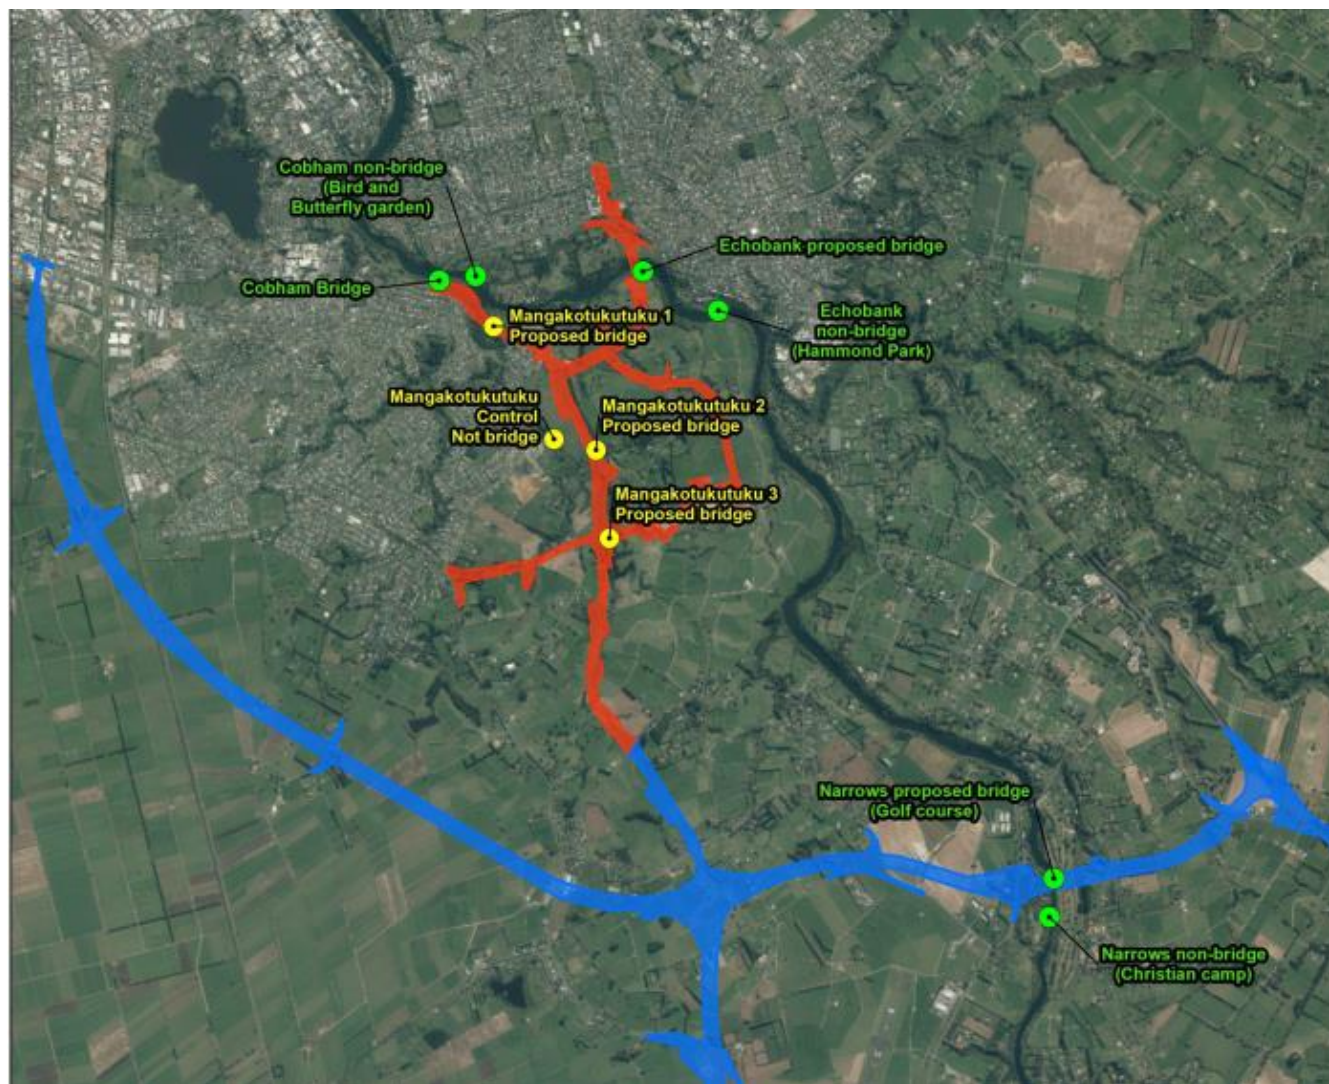 Cobham non-bridge
(Bird and
Butterfly garden)
Echobank proposed bridge
Cobham Bridge
Mangakotukutuku 1
Proposed bridge
Echobank
non-bridge
(Hammond Park)
Mangakotukutuku
Control
Not bridge
Mangakotukutuku 2
Proposed bridge
Mangakotukutuku 3
Proposed bridge
Narrows proposed bridge
(Golf course)
Narrows non-bridge
(Christian camp)